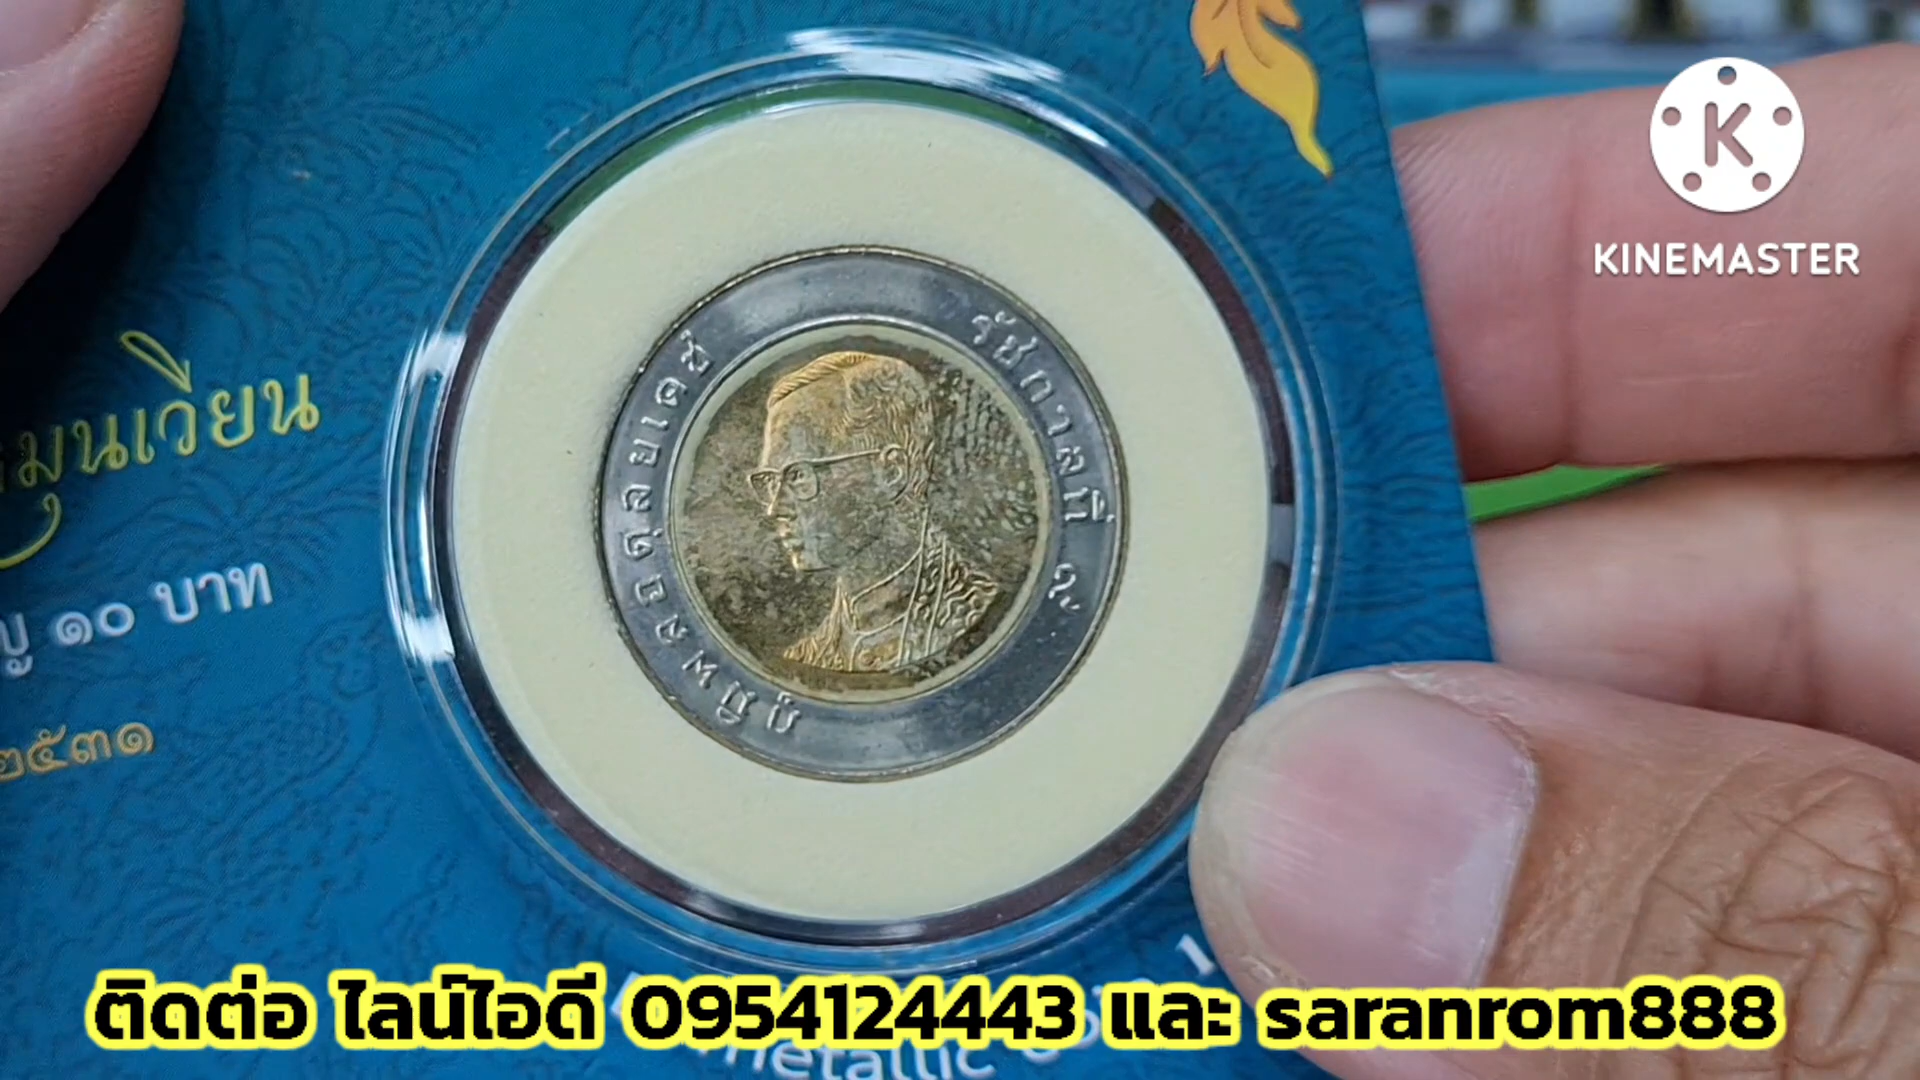 KINEMASTER
มุนเวียน
๑๐ บาท
๒๕๓๑
ภูมิพลอดุลยเดช
รัชกาลที่ ๙
metallic
ติดต่อ ไลน์ไอดี 0954124443 และ saranrom888